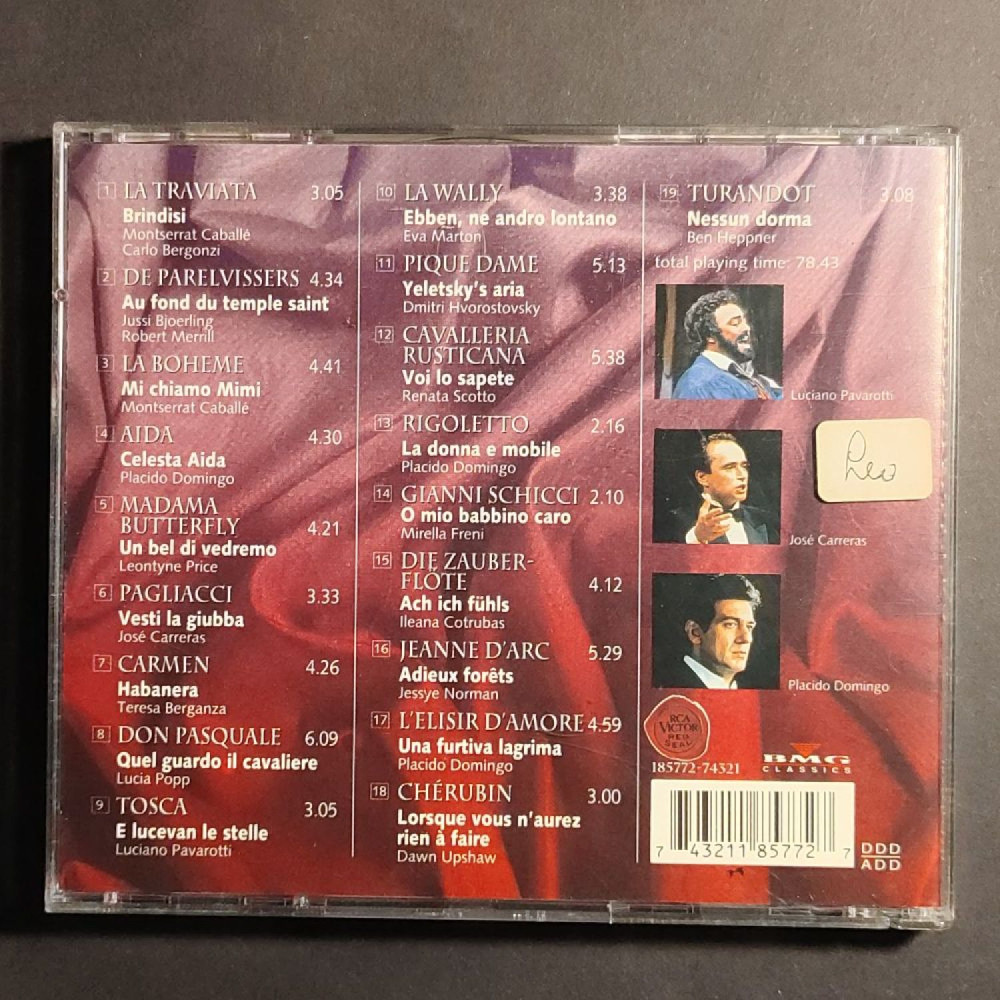 1 LA TRAVIATA 3.05
Brindisi
Montserrat Caballé
Carlo Bergonzi
2 DE PARELVISSERS 4.34
Au fond du temple saint
Jussi Bjoerling
Robert Merrill
3 LA BOHEME 4.41
Mi chiamo Mimi
Montserrat Caballé
4 AIDA 4.30
Celesta Aida
Placido Domingo
5 MADAMA
BUTTERFLY 4.21
Un bel di vedremo
Leontyne Price
6 PAGLIACCI 3.33
Vesti la giubba
José Carreras
7 CARMEN 4.26
Habanera
Teresa Berganza
8 DON PASQUALE 6.09
Quel guardo il cavaliere
Lucia Popp
9 TOSCA 3.05
E lucevan le stelle
Luciano Pavarotti
10 LA WALLY 3.38
Ebben, ne andro lontano
Eva Marton
11 PIQUE DAME 5.13
Yeletsky's aria
Dmitri Hvorostovsky
12 CAVALLERIA
RUSTICANA 5.38
Voi lo sapete
Renata Scotto
13 RIGOLETTO 2.16
La donna e mobile
Placido Domingo
14 GIANNI SCHICCI 2.10
O mio babbino caro
Mirella Freni
15 DIE ZAUBER-
FLÖTE 4.12
Ach ich fühls
Ileana Cotrubas
16 JEANNE D'ARC 5.29
Adieux forêts
Jessye Norman
17 L'ELISIR D'AMORE 4.59
Una furtiva lagrima
Placido Domingo
18 CHÉRUBIN 3.00
Lorsque vous n'aurez
rien à faire
Dawn Upshaw
19 TURANDOT 3.08
Nessun dorma
Ben Heppner
total playing time: 78.43
Luciano Pavarotti
Leo
José Carreras
Placido Domingo
RCA
VICTOR
RED
SEAL
185772-74321
BMG
CLASSICS
7 43211 85772 7
DDD
ADD